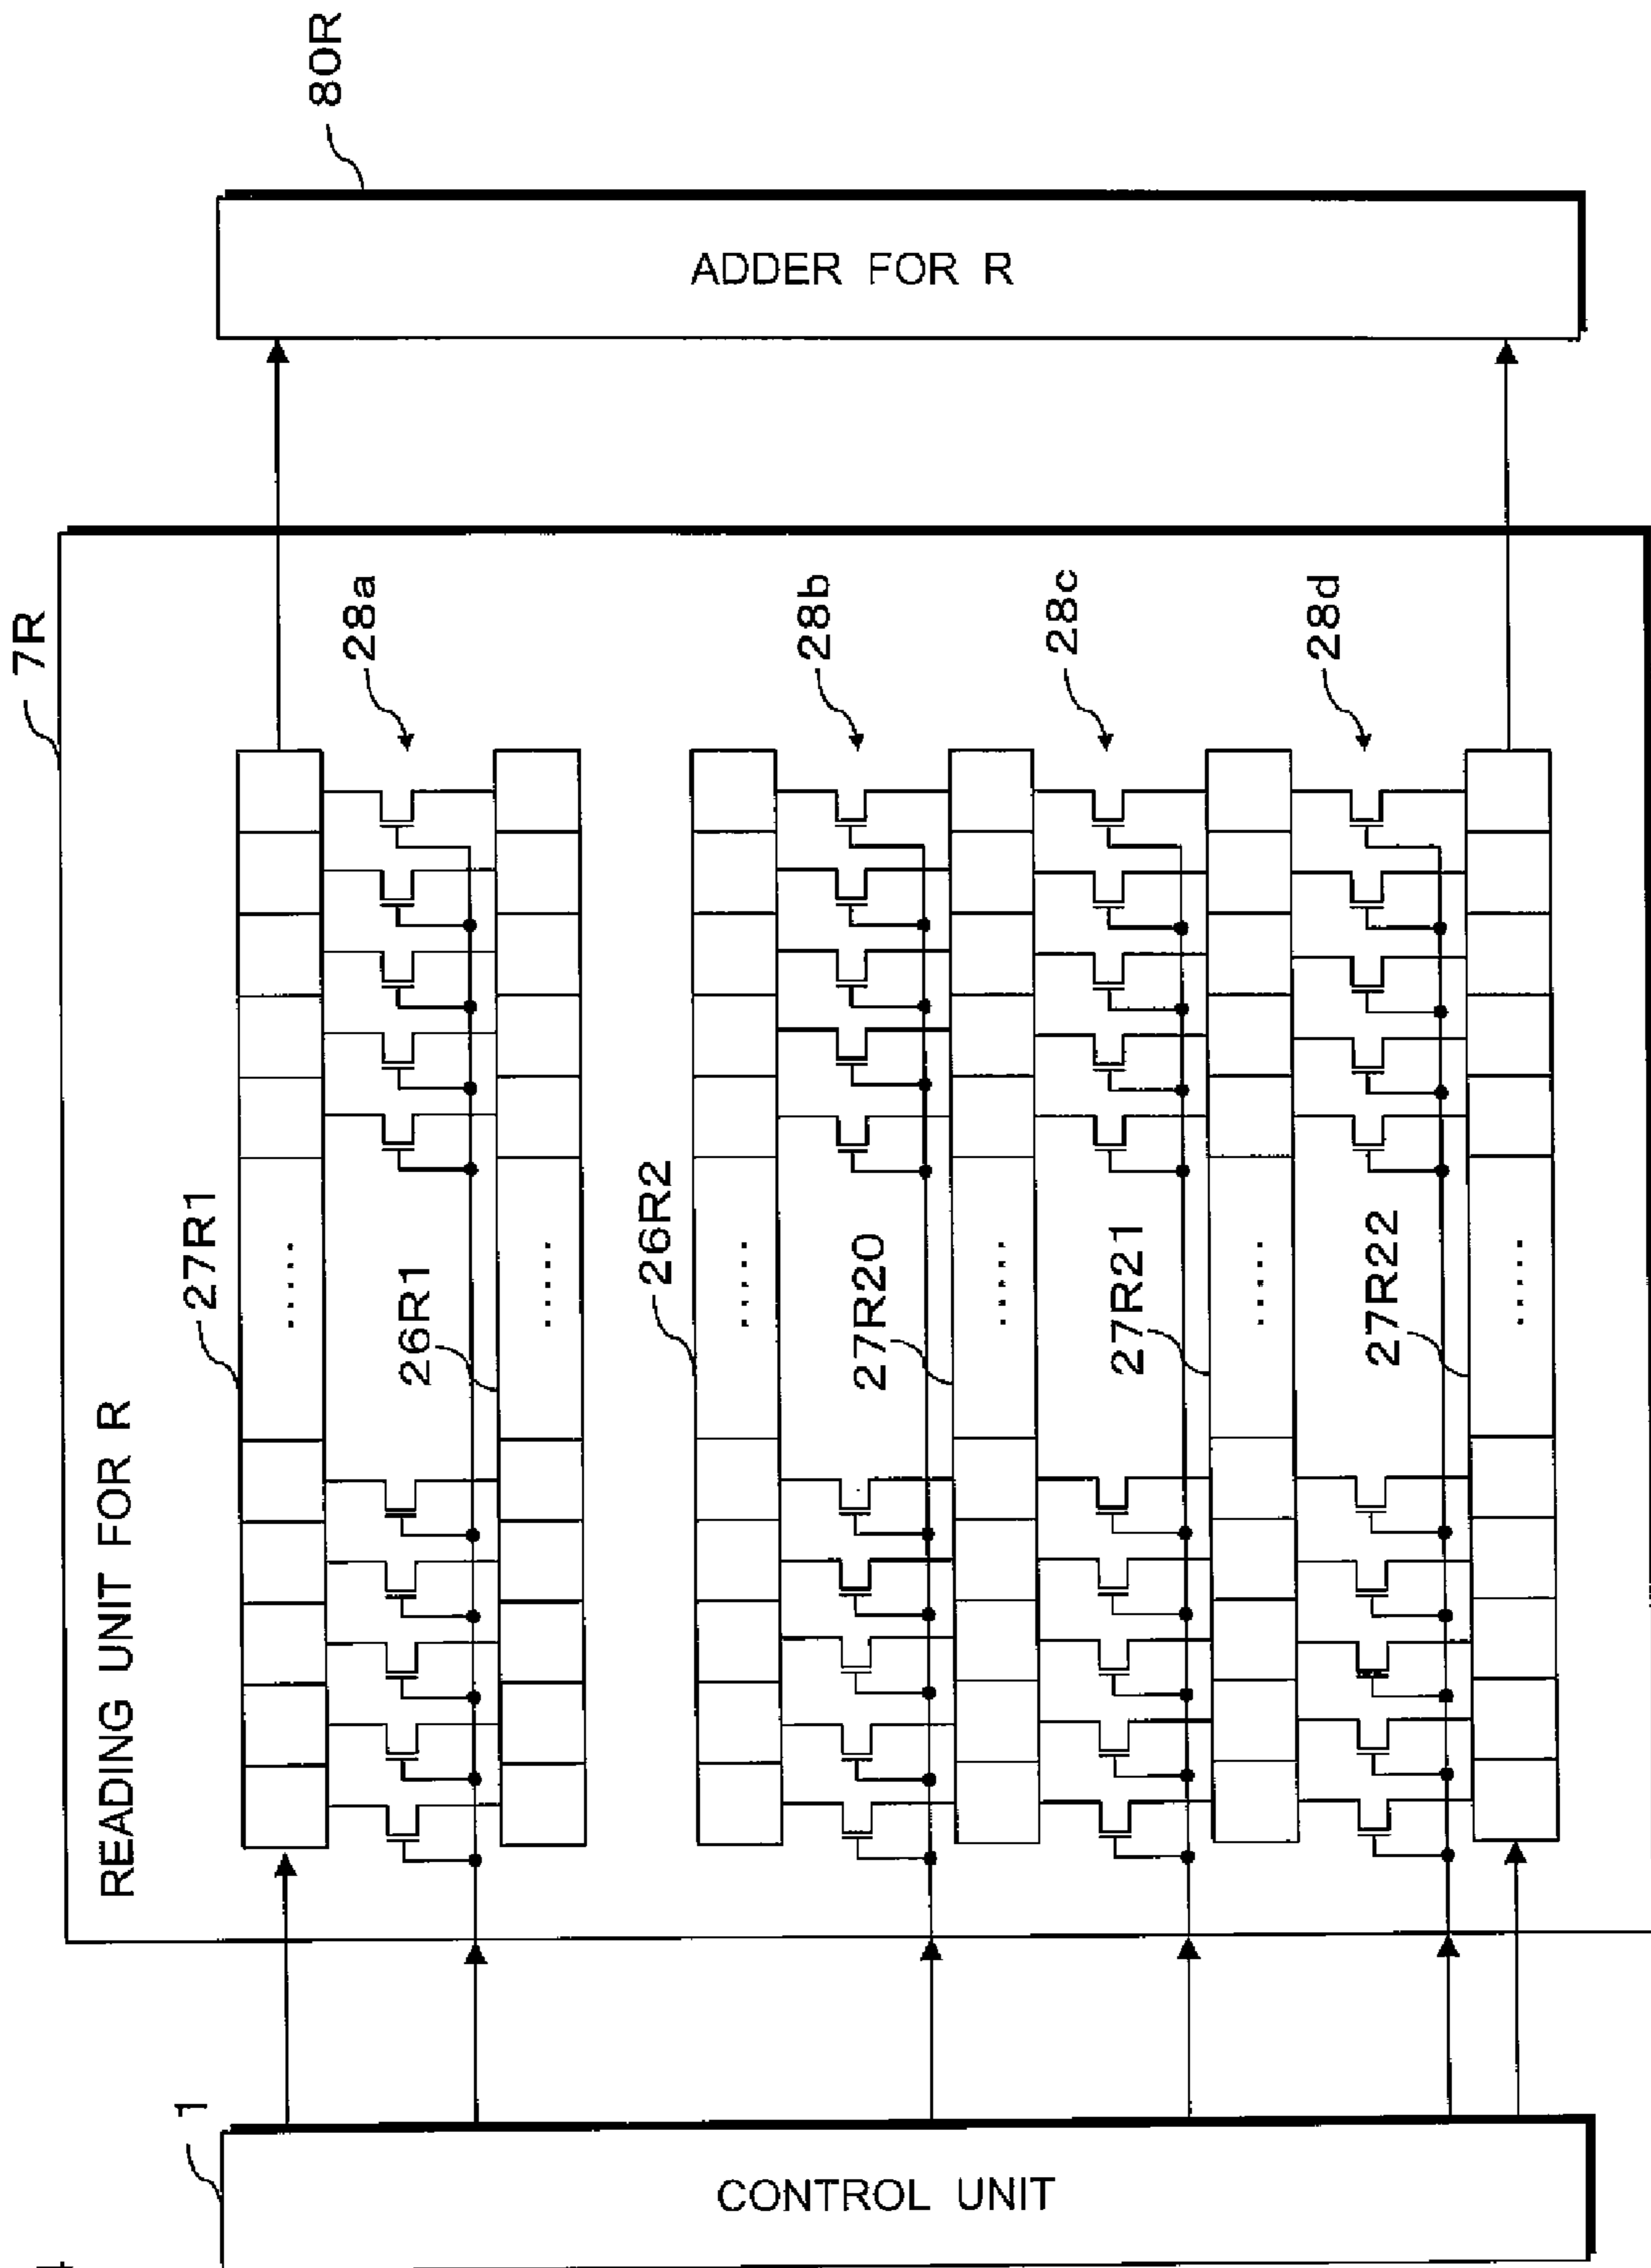 7R
80R
READING UNIT FOR R
27R1
28a
26R1
26R2
28b
27R20
28c
27R21
28d
27R22
1
CONTROL UNIT
ADDER FOR R